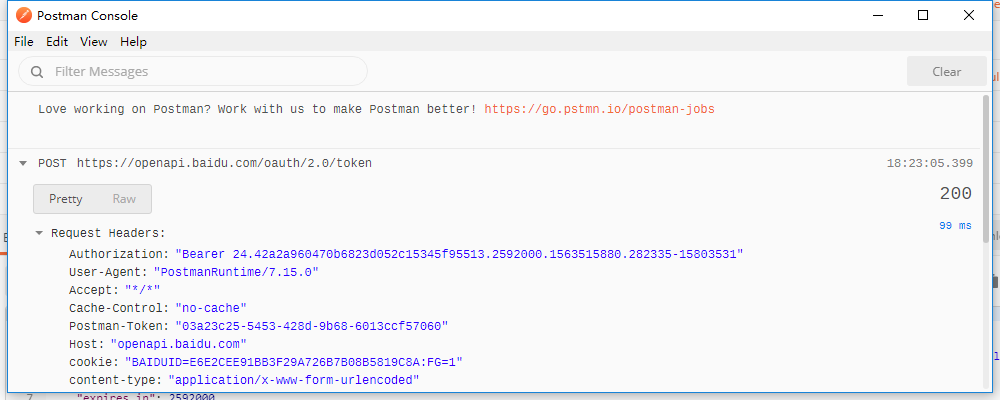 Postman Console
File Edit View Help
Filter Messages
Clear
Love working on Postman? Work with us to make Postman better! https://go.pstmn.io/postman-jobs
POST https://openapi.baidu.com/oauth/2.0/token 18:23:05.399
Pretty Raw 200
99 ms
Request Headers:
Authorization: "Bearer 24.42a2a960470b6823d052c15345f95513.2592000.1563515880.282335-15803531"
User-Agent: "PostmanRuntime/7.15.0"
Accept: "*/*"
Cache-Control: "no-cache"
Postman-Token: "03a23c25-5453-428d-9b68-6013ccf57060"
Host: "openapi.baidu.com"
cookie: "BAIDUID=E6E2CEE91BB3F29A726B7B08B5819C8A:FG=1"
content-type: "application/x-www-form-urlencoded"
7 "expires_in": 2592000